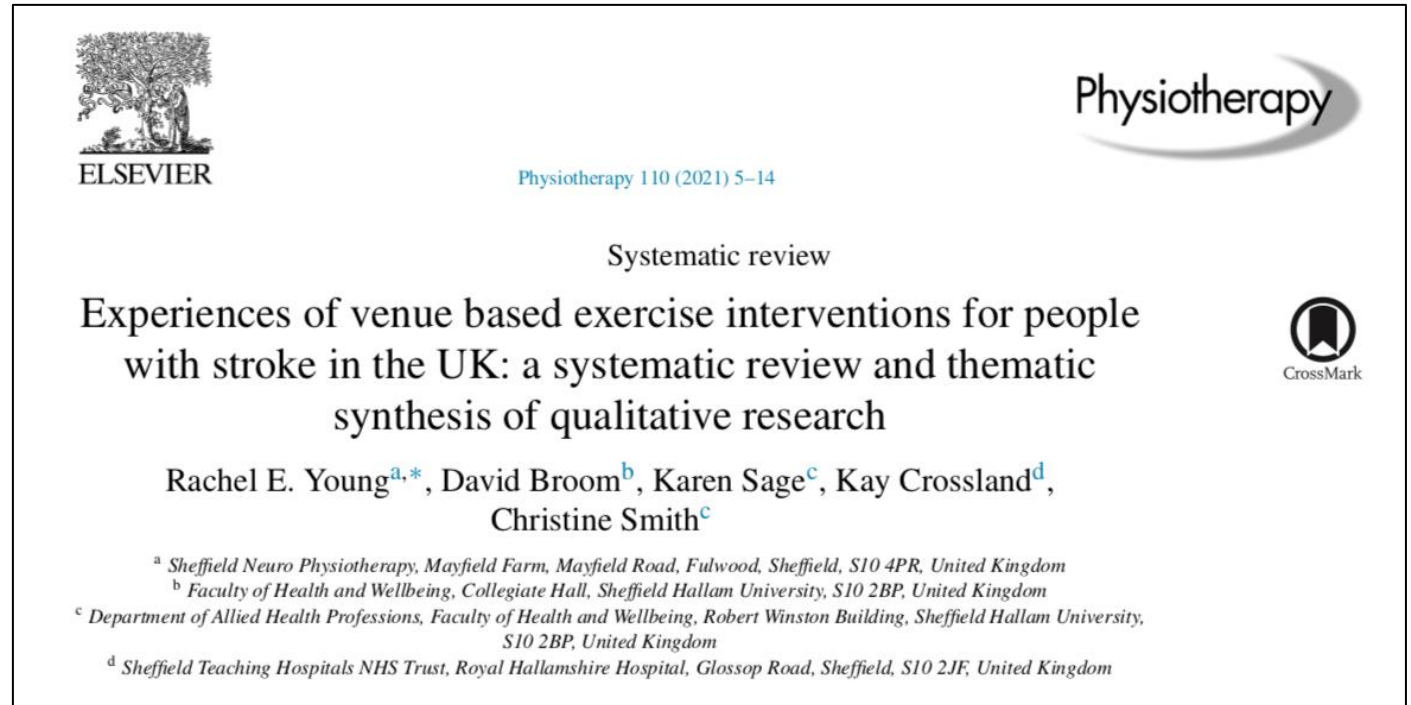 ELSEVIER
Physiotherapy
Physiotherapy 110 (2021) 5–14
Systematic review
Experiences of venue based exercise interventions for people
with stroke in the UK: a systematic review and thematic
synthesis of qualitative research
CrossMark
Rachel E. Young a,*, David Broom b, Karen Sage c, Kay Crossland d,
Christine Smith c
a Sheffield Neuro Physiotherapy, Mayfield Farm, Mayfield Road, Fulwood, Sheffield, S10 4PR, United Kingdom
b Faculty of Health and Wellbeing, Collegiate Hall, Sheffield Hallam University, S10 2BP, United Kingdom
c Department of Allied Health Professions, Faculty of Health and Wellbeing, Robert Winston Building, Sheffield Hallam University,
S10 2BP, United Kingdom
d Sheffield Teaching Hospitals NHS Trust, Royal Hallamshire Hospital, Glossop Road, Sheffield, S10 2JF, United Kingdom